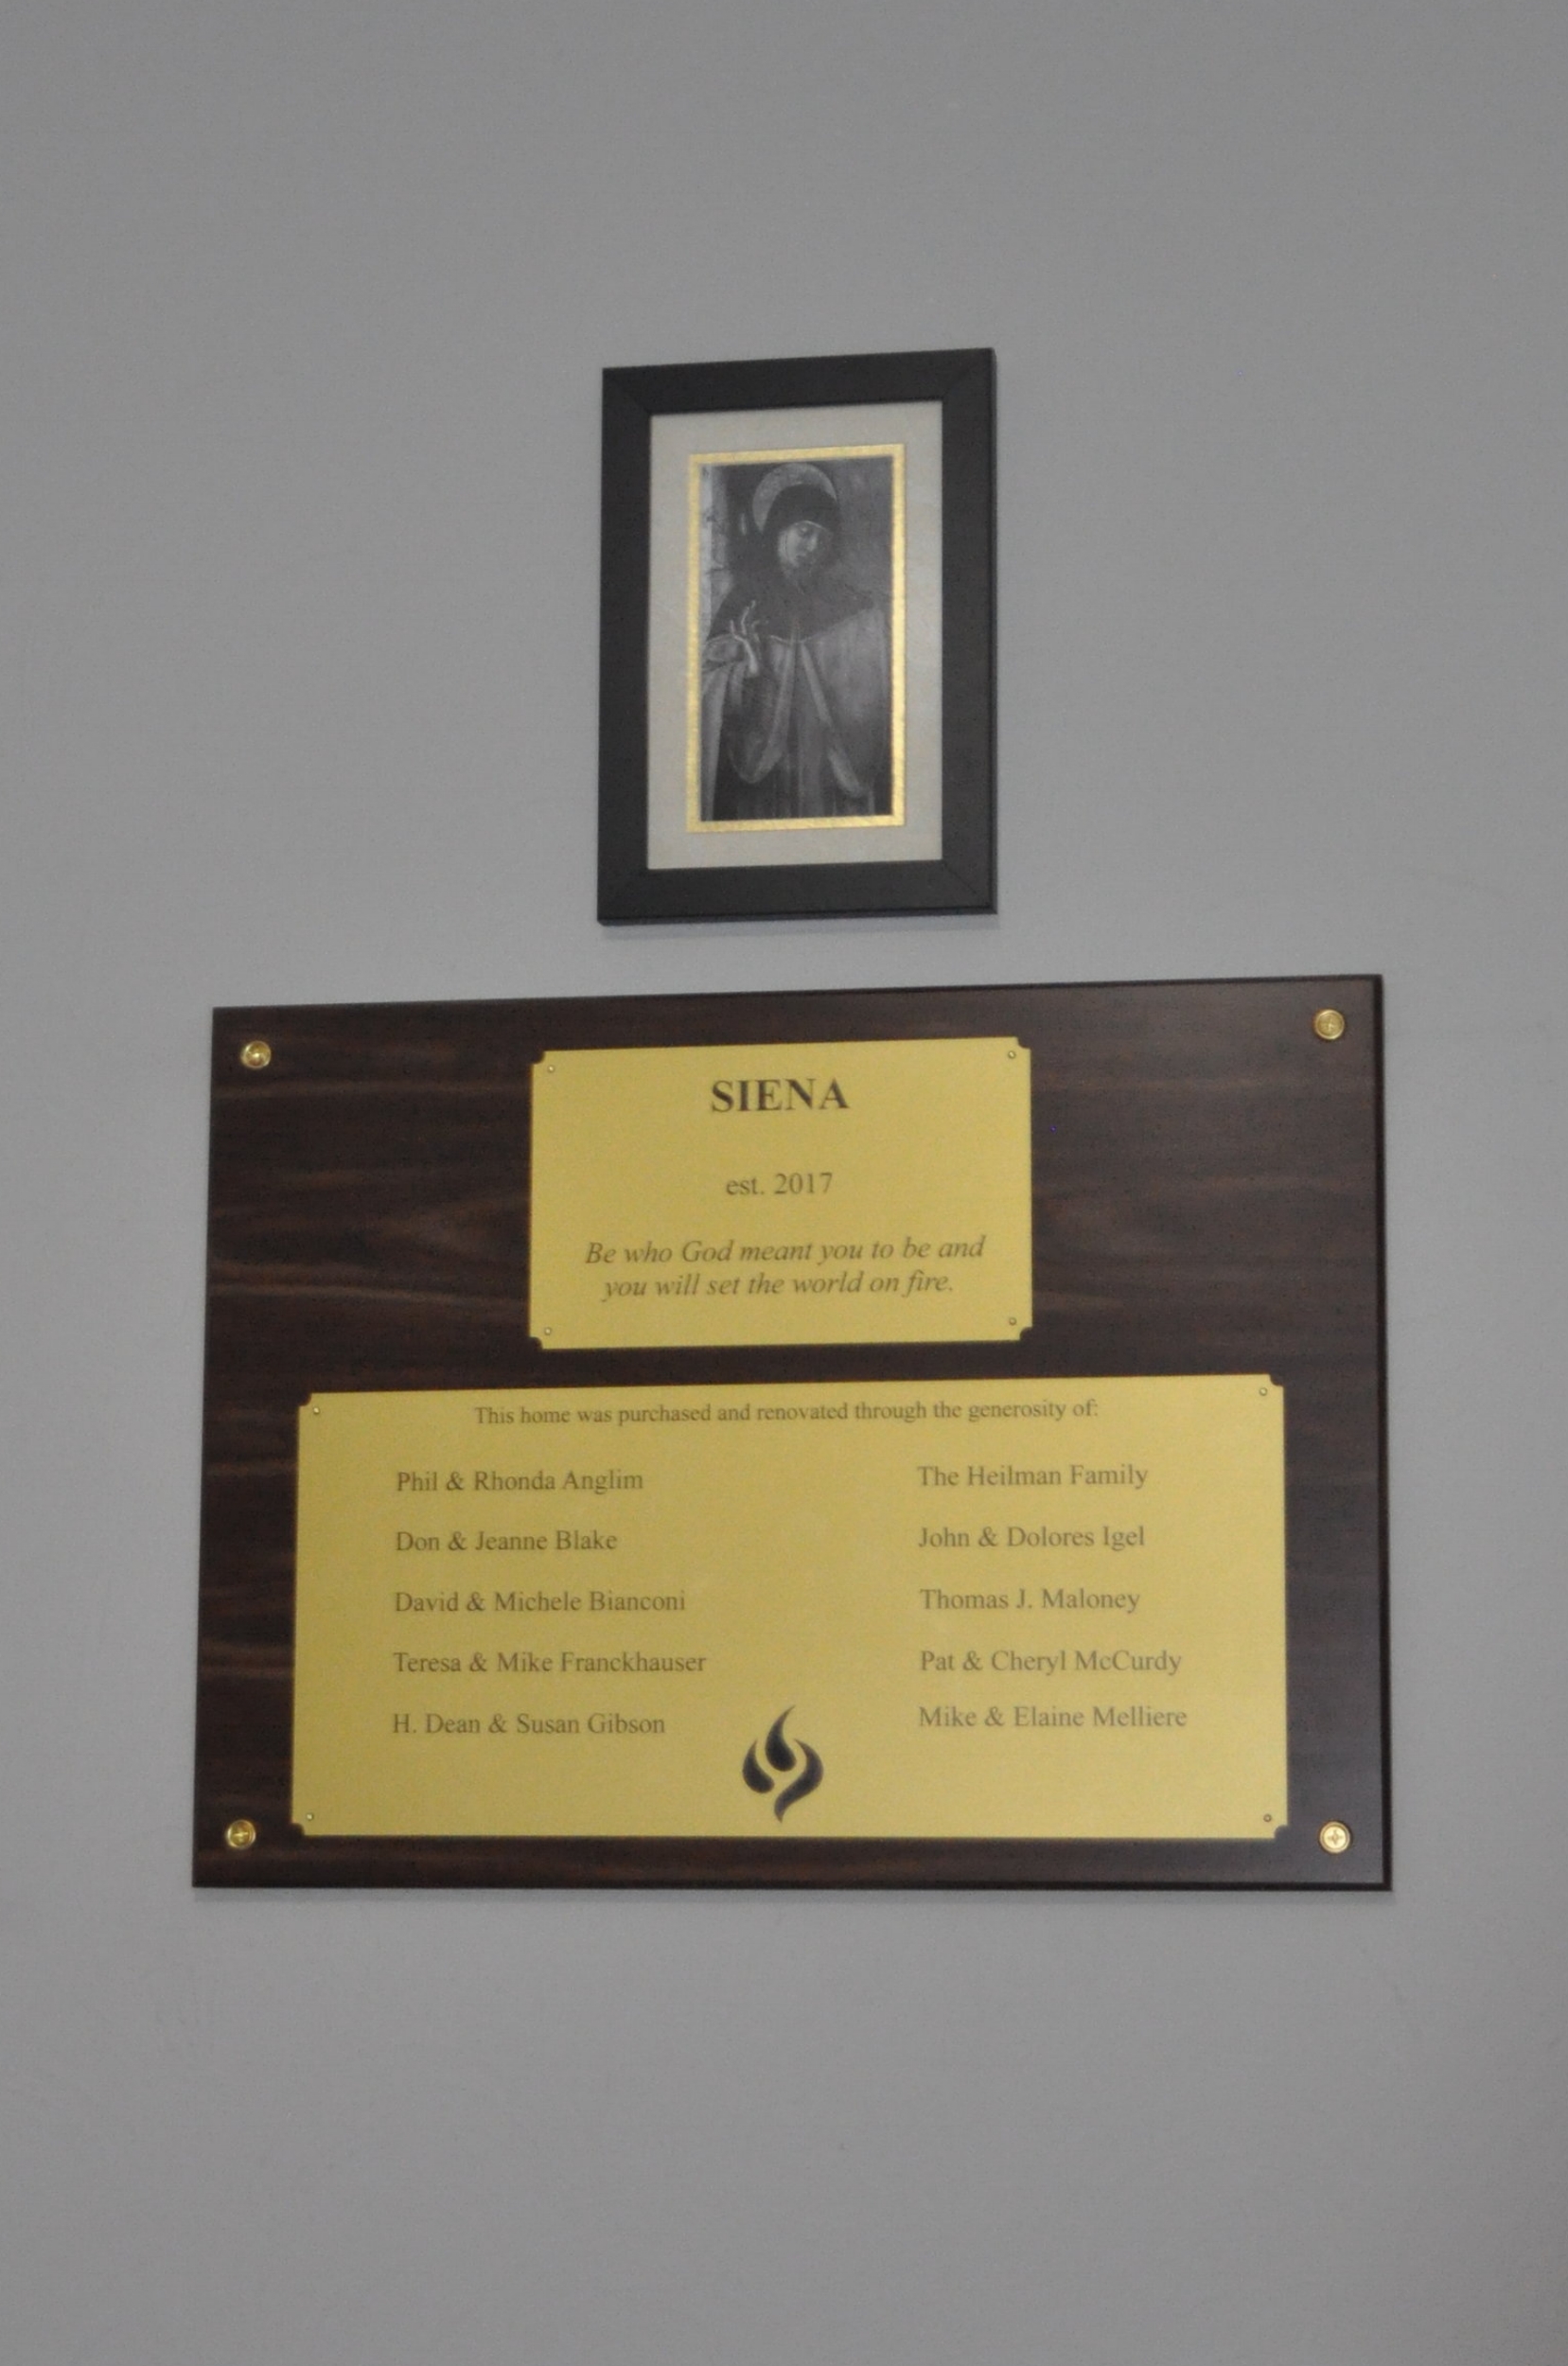 SIENA
est. 2017
Be who God meant you to be and
you will set the world on fire.
This home was purchased and renovated through the generosity of:
Phil & Rhonda Anglim
Don & Jeanne Blake
David & Michele Bianconi
Teresa & Mike Franckhauser
H. Dean & Susan Gibson
The Heilman Family
John & Dolores Igel
Thomas J. Maloney
Pat & Cheryl McCurdy
Mike & Elaine Melliere